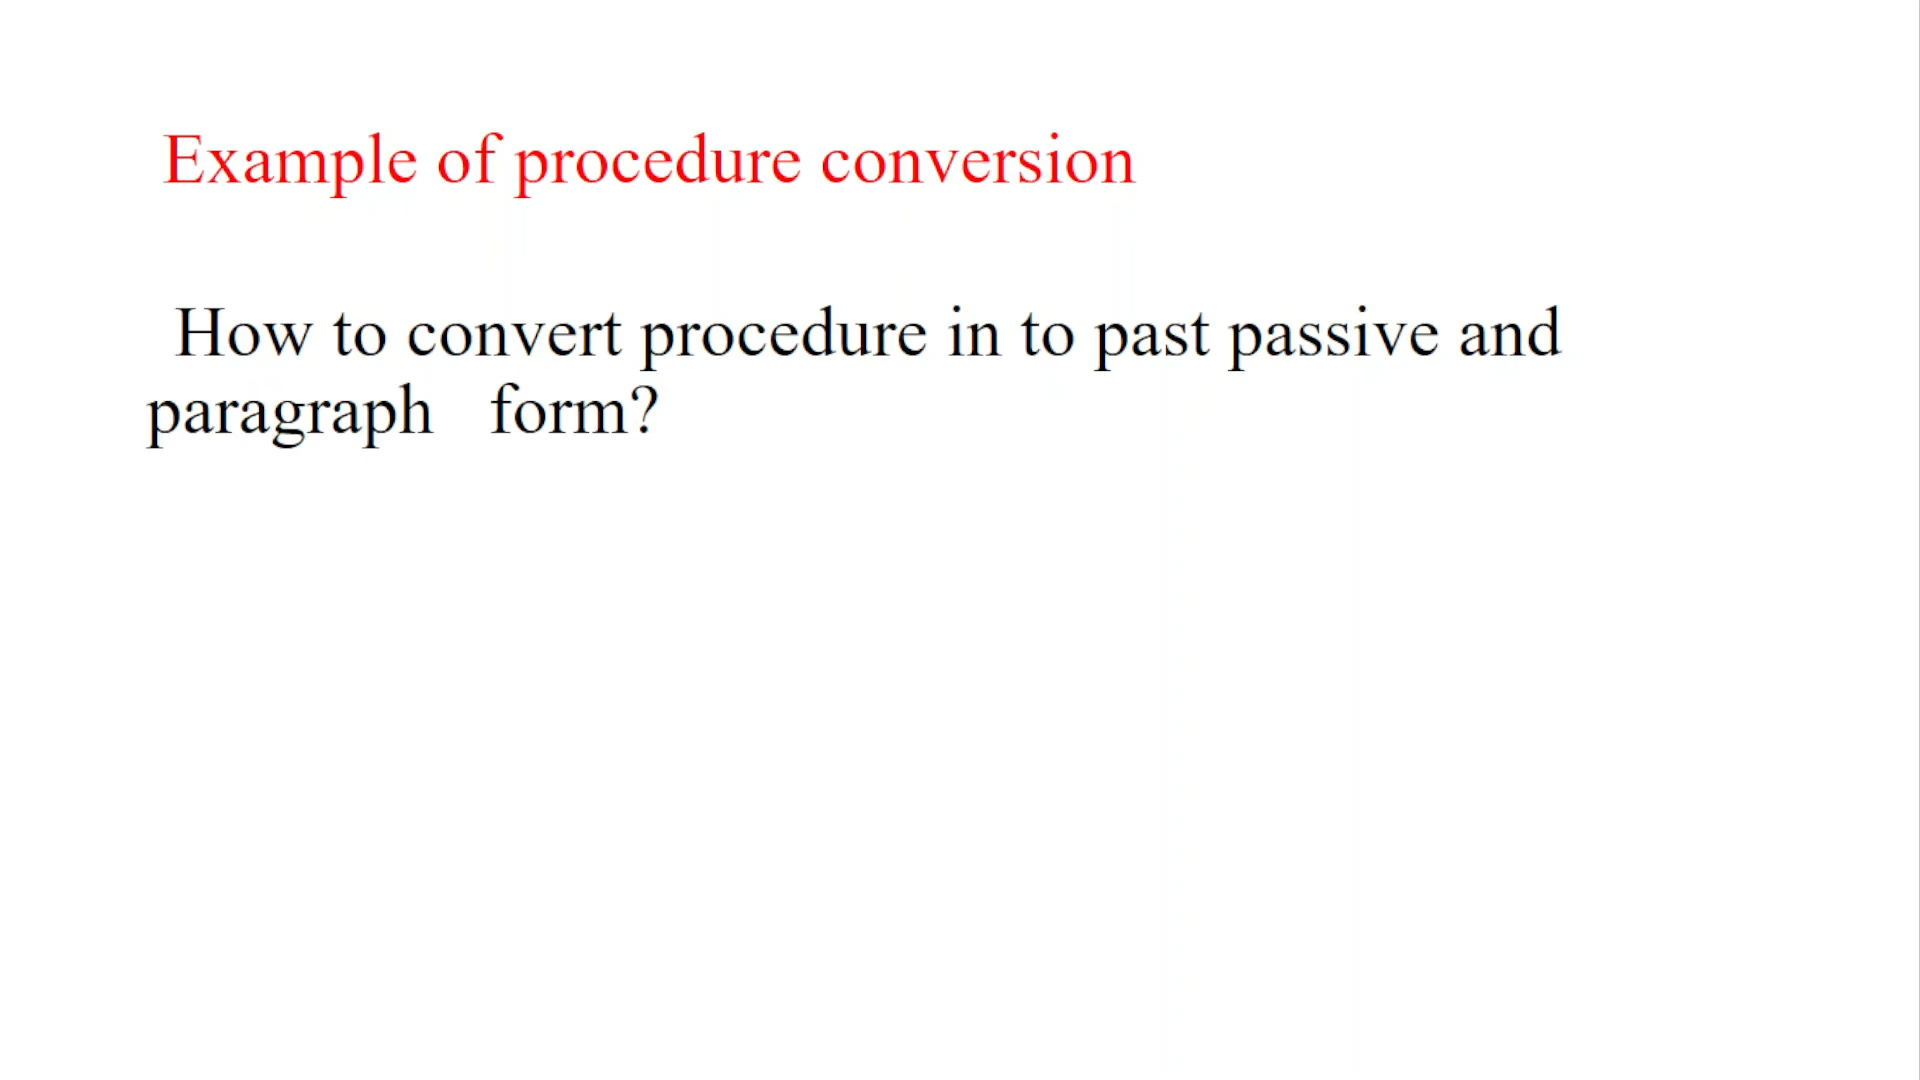 Example of procedure conversion
How to convert procedure in to past passive and
paragraph form?